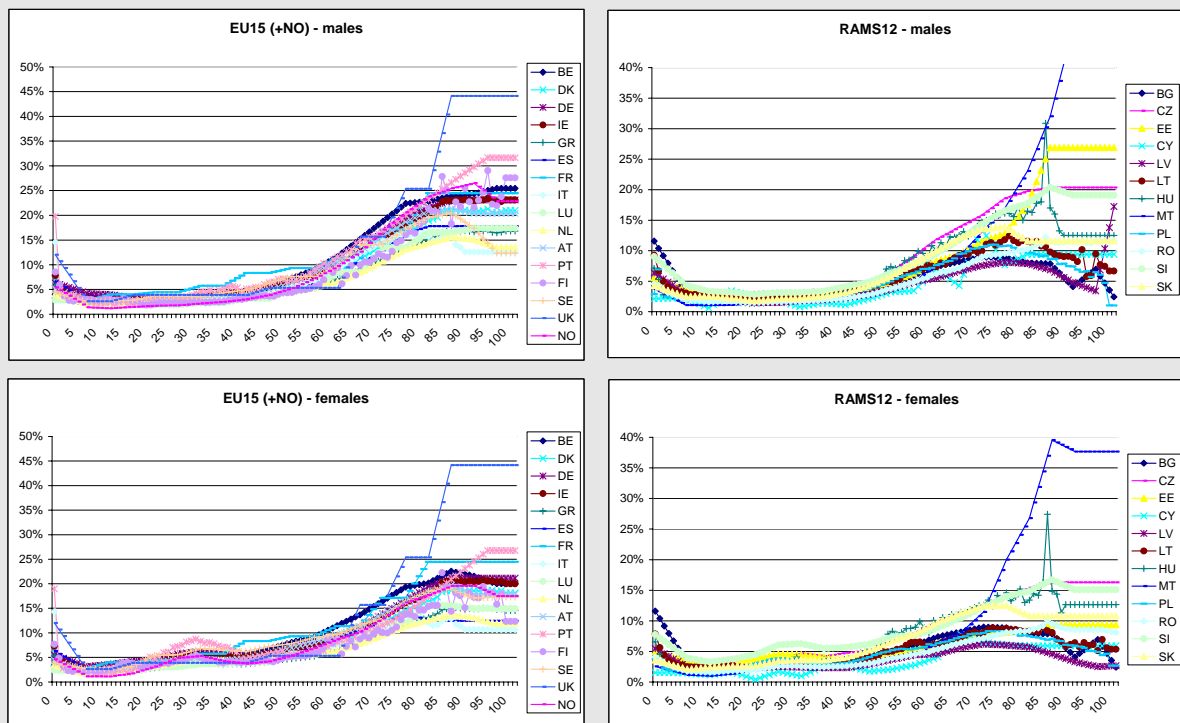 EU15 (+NO) - males
50%
45%
40%
35%
30%
25%
20%
15%
10%
5%
0%
0 5 10 15 20 25 30 35 40 45 50 55 60 65 70 75 80 85 90 95 100
BE
DK
DE
IE
GR
ES
FR
IT
LU
NL
AT
PT
FI
SE
UK
NO
RAMS12 - males
40%
35%
30%
25%
20%
15%
10%
5%
0%
0 5 10 15 20 25 30 35 40 45 50 55 60 65 70 75 80 85 90 95 100
BG
CZ
EE
CY
LV
LT
HU
MT
PL
RO
SI
SK
EU15 (+NO) - females
50%
45%
40%
35%
30%
25%
20%
15%
10%
5%
0%
0 5 10 15 20 25 30 35 40 45 50 55 60 65 70 75 80 85 90 95 100
BE
DK
DE
IE
GR
ES
FR
IT
LU
NL
AT
PT
FI
SE
UK
NO
RAMS12 - females
40%
35%
30%
25%
20%
15%
10%
5%
0%
0 5 10 15 20 25 30 35 40 45 50 55 60 65 70 75 80 85 90 95 100
BG
CZ
EE
CY
LV
LT
HU
MT
PL
RO
SI
SK